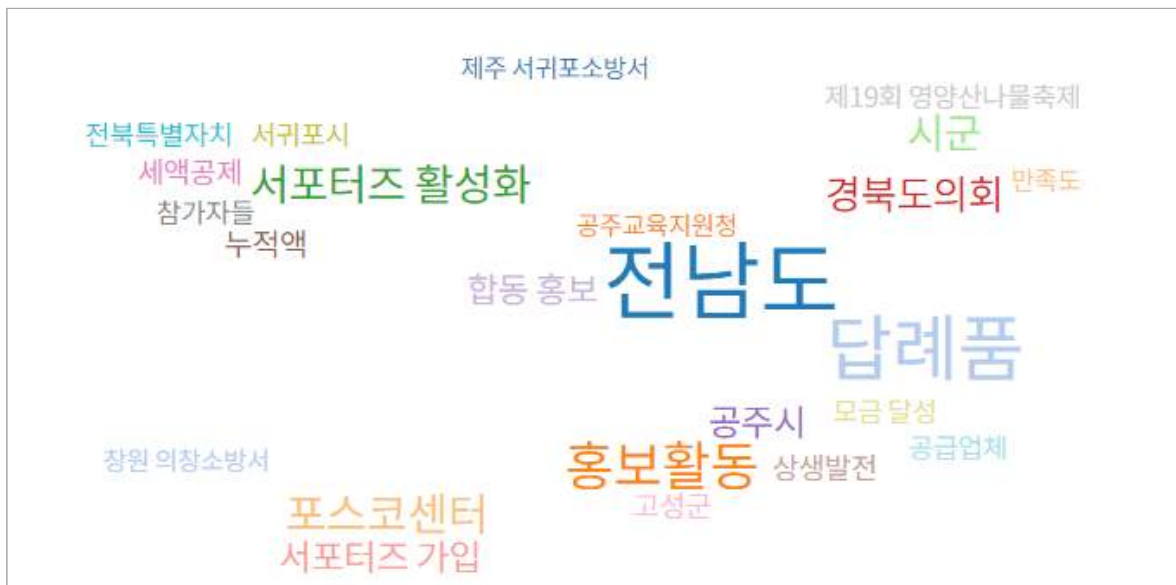 제주 서귀포소방서
제19회 영양산나물축제
전북특별자치 서귀포시
시군
세액공제
서포터즈 활성화
경북도의회
만족도
참가자들
누적액
공주교육지원청
합동 홍보
전남도
답례품
공주시
모금 달성
홍보활동
상생발전
공급업체
창원 의창소방서
고성군
포스코센터
서포터즈 가입